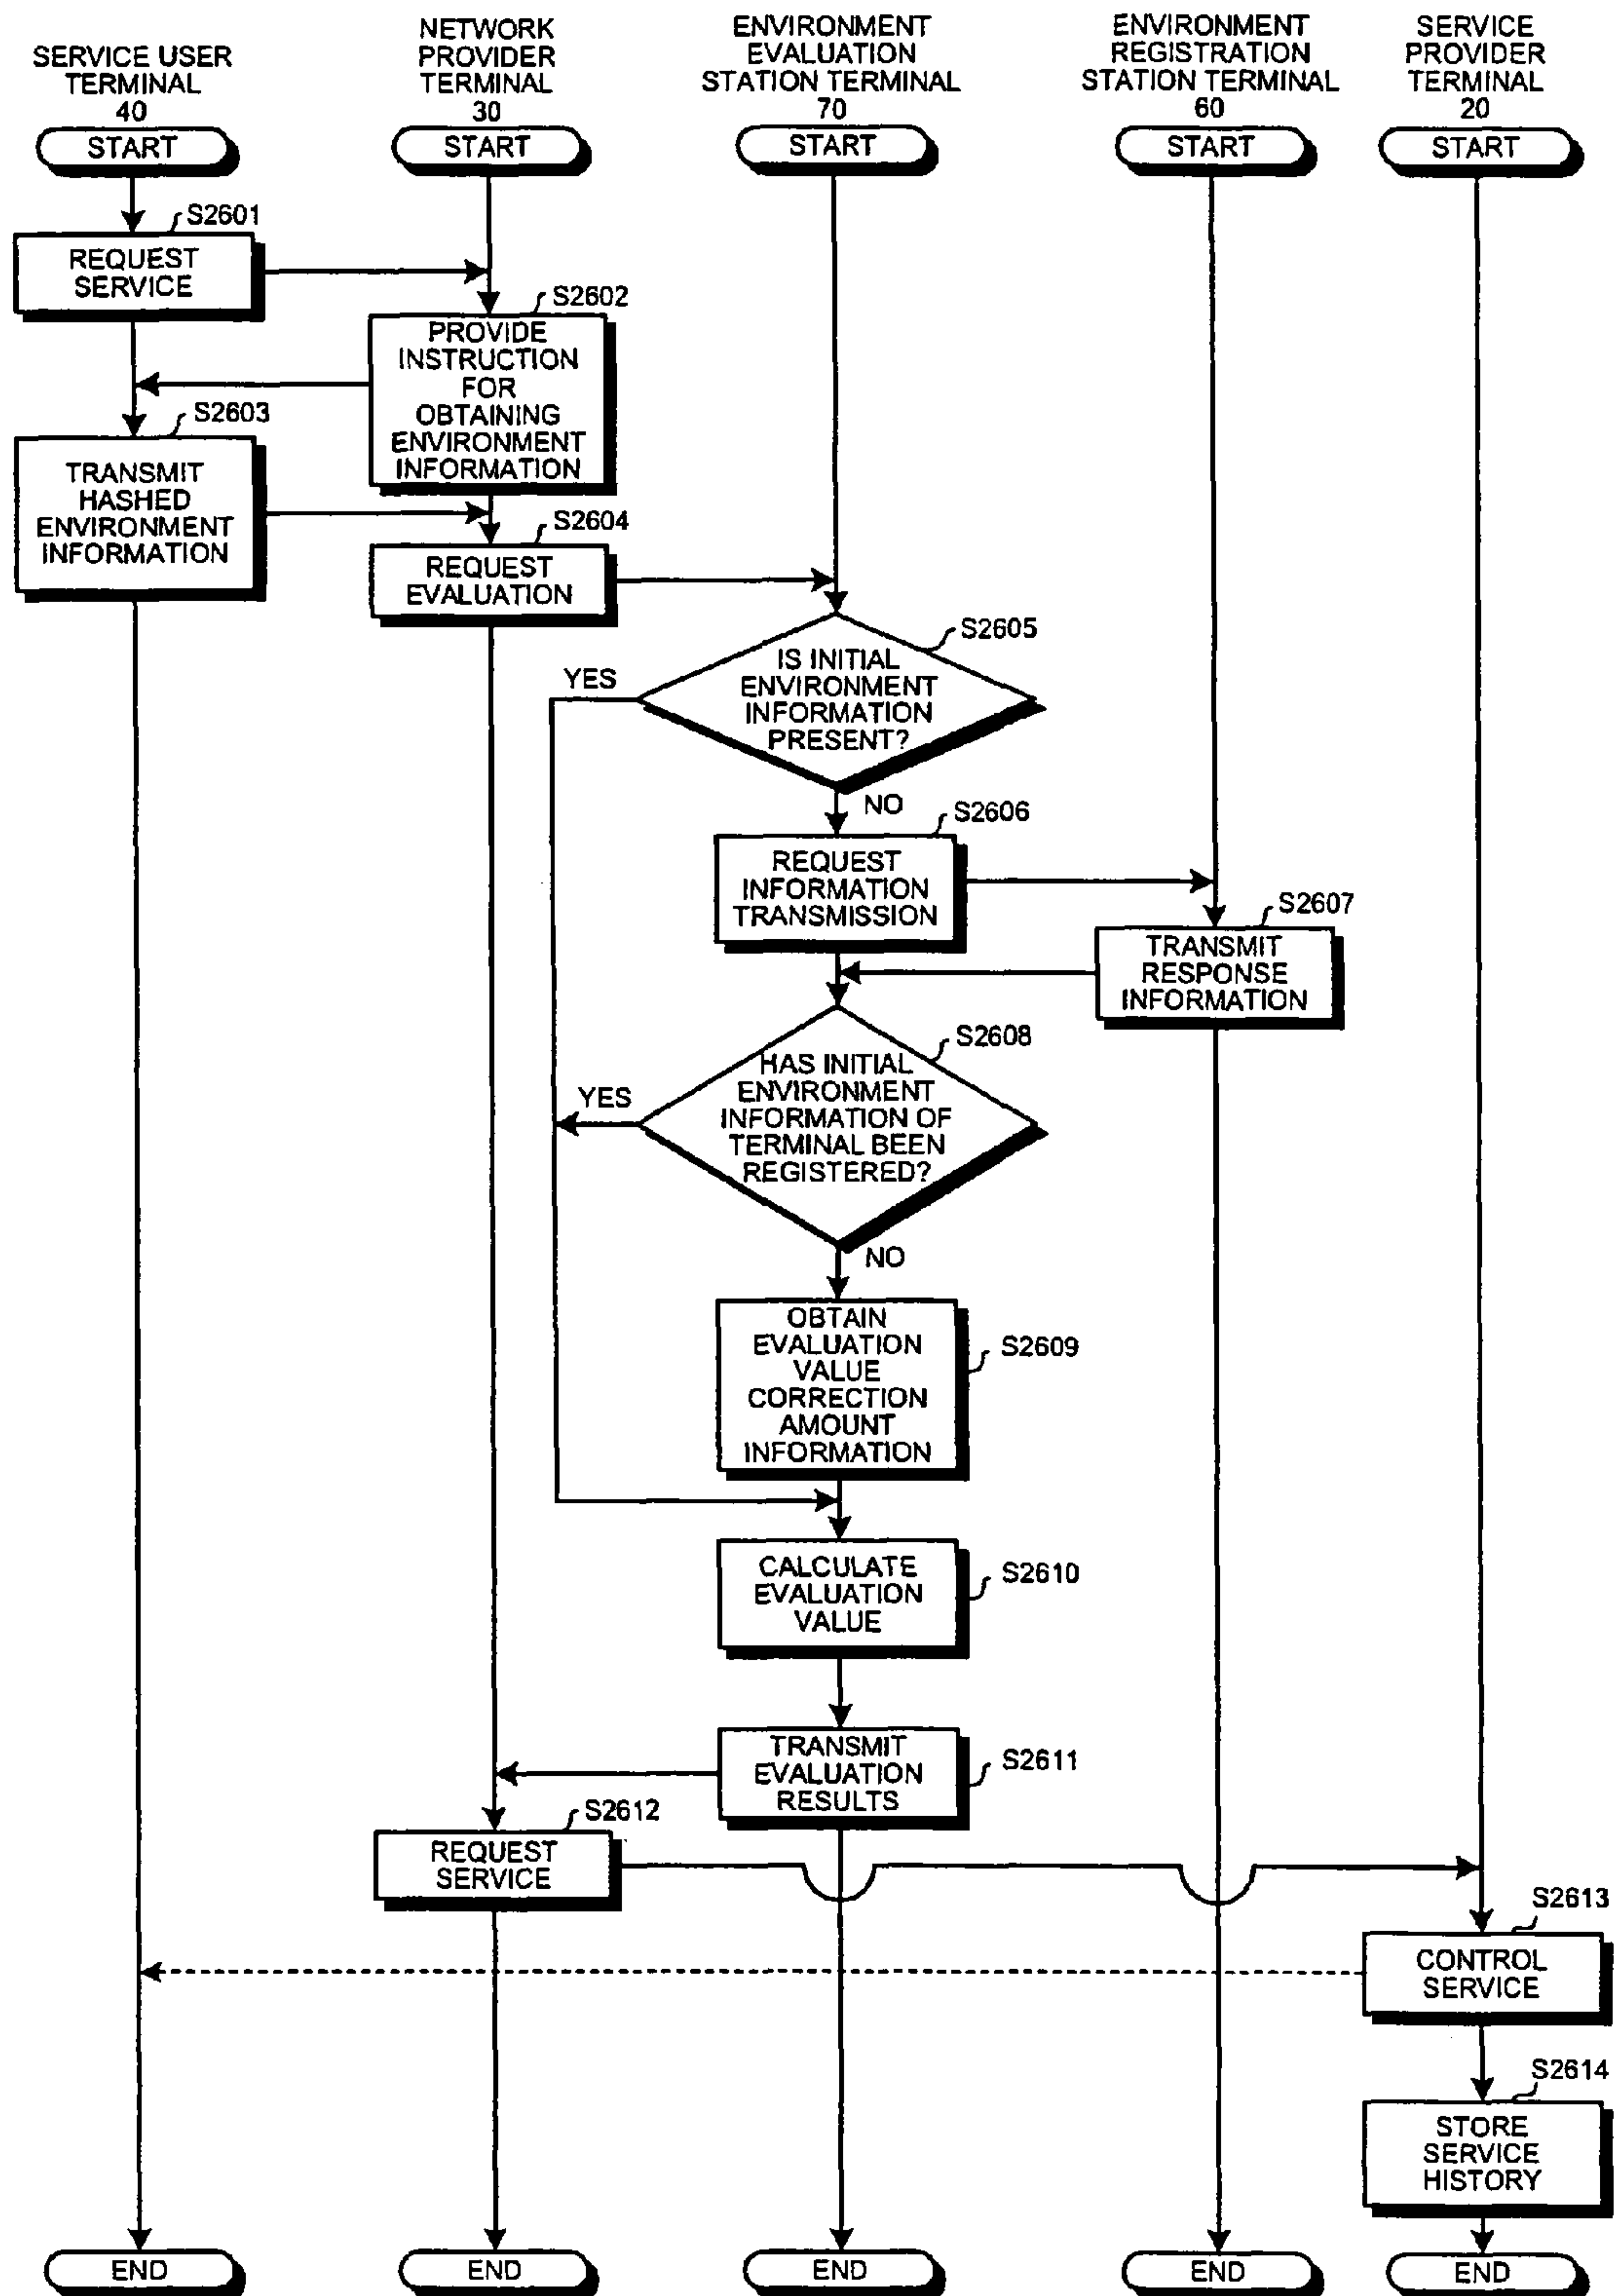 SERVICE USER
TERMINAL
40
NETWORK
PROVIDER
TERMINAL
30
ENVIRONMENT
EVALUATION
STATION TERMINAL
70
ENVIRONMENT
REGISTRATION
STATION TERMINAL
60
SERVICE
PROVIDER
TERMINAL
20
START
START
START
START
START
S2601
REQUEST
SERVICE
S2602
PROVIDE
INSTRUCTION
FOR
OBTAINING
ENVIRONMENT
INFORMATION
S2603
TRANSMIT
HASHED
ENVIRONMENT
INFORMATION
S2604
REQUEST
EVALUATION
S2605
IS INITIAL
ENVIRONMENT
INFORMATION
PRESENT?
YES
NO
S2606
REQUEST
INFORMATION
TRANSMISSION
S2607
TRANSMIT
RESPONSE
INFORMATION
S2608
HAS INITIAL
ENVIRONMENT
INFORMATION OF
TERMINAL BEEN
REGISTERED?
YES
NO
S2609
OBTAIN
EVALUATION
VALUE
CORRECTION
AMOUNT
INFORMATION
S2610
CALCULATE
EVALUATION
VALUE
S2611
TRANSMIT
EVALUATION
RESULTS
S2612
REQUEST
SERVICE
S2613
CONTROL
SERVICE
S2614
STORE
SERVICE
HISTORY
END
END
END
END
END